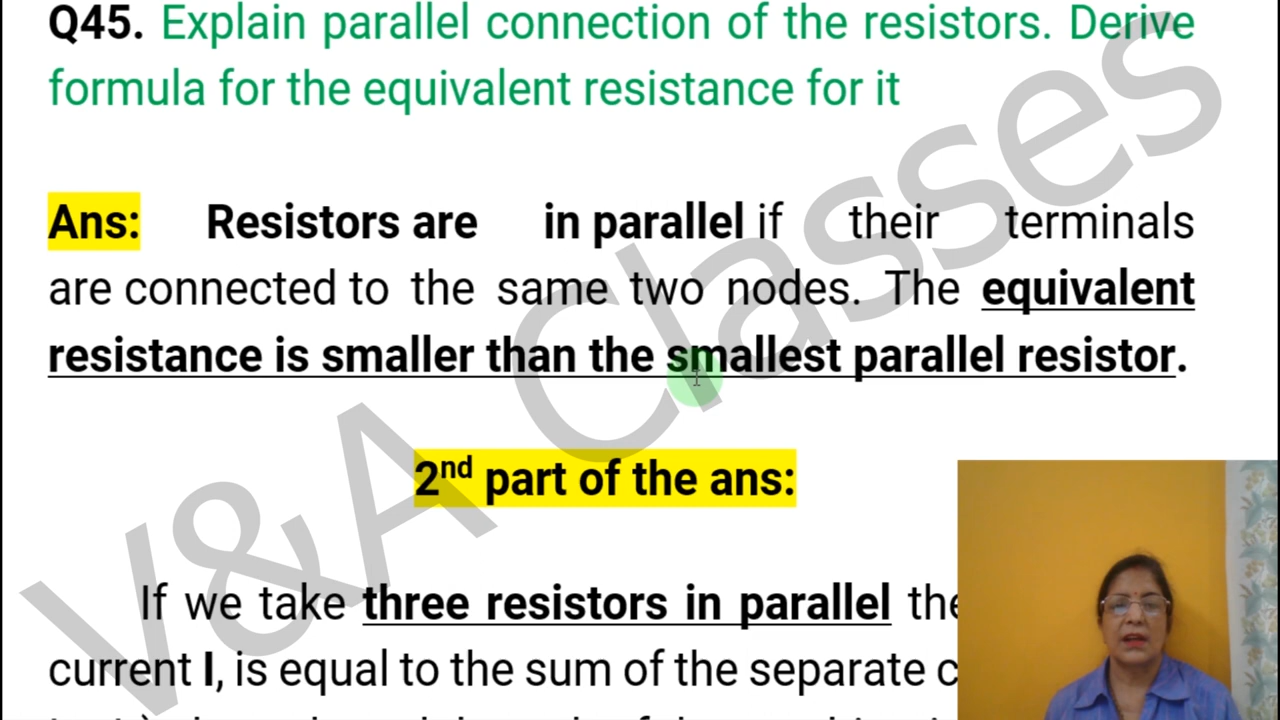 Q45. Explain parallel connection of the resistors. Derive
formula for the equivalent resistance for it
Ans: Resistors are in parallel if their terminals
are connected to the same two nodes. The equivalent
resistance is smaller than the smallest parallel resistor.
2nd part of the ans:
If we take three resistors in parallel the
current I, is equal to the sum of the separate c
V&A Classes